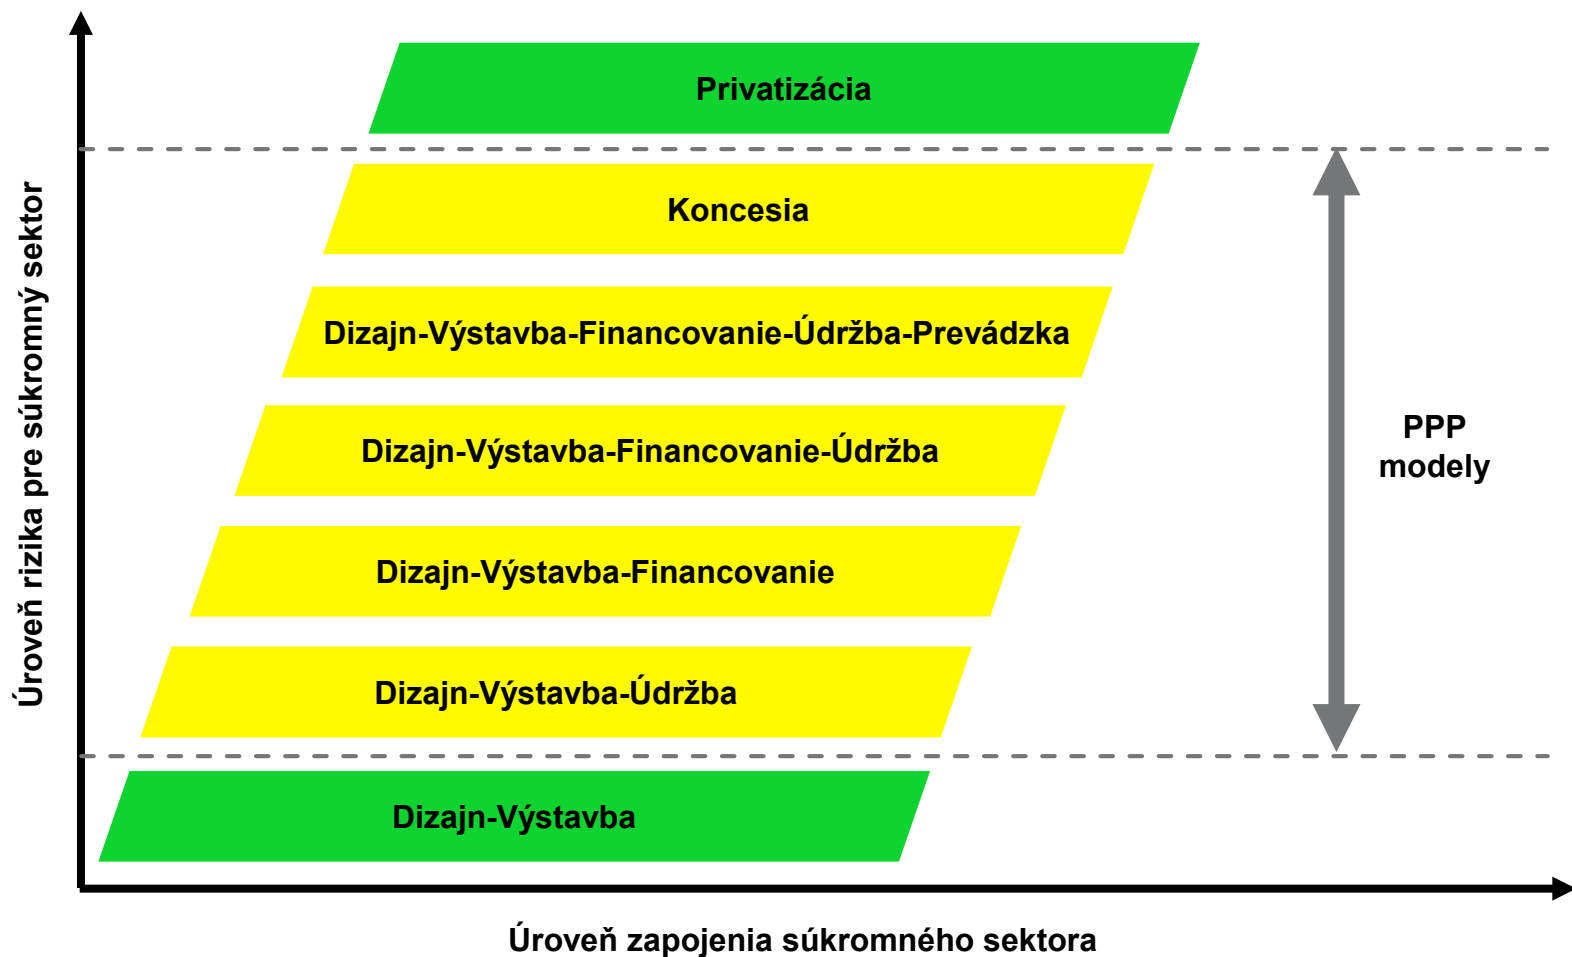 Privatizácia
Koncesia
Dizajn-Výstavba-Financovanie-Údržba-Prevádzka
Dizajn-Výstavba-Financovanie-Údržba
Dizajn-Výstavba-Financovanie
Dizajn-Výstavba-Údržba
Dizajn-Výstavba
PPP
modely
Úroveň rizika pre súkromný sektor
Úroveň zapojenia súkromného sektora